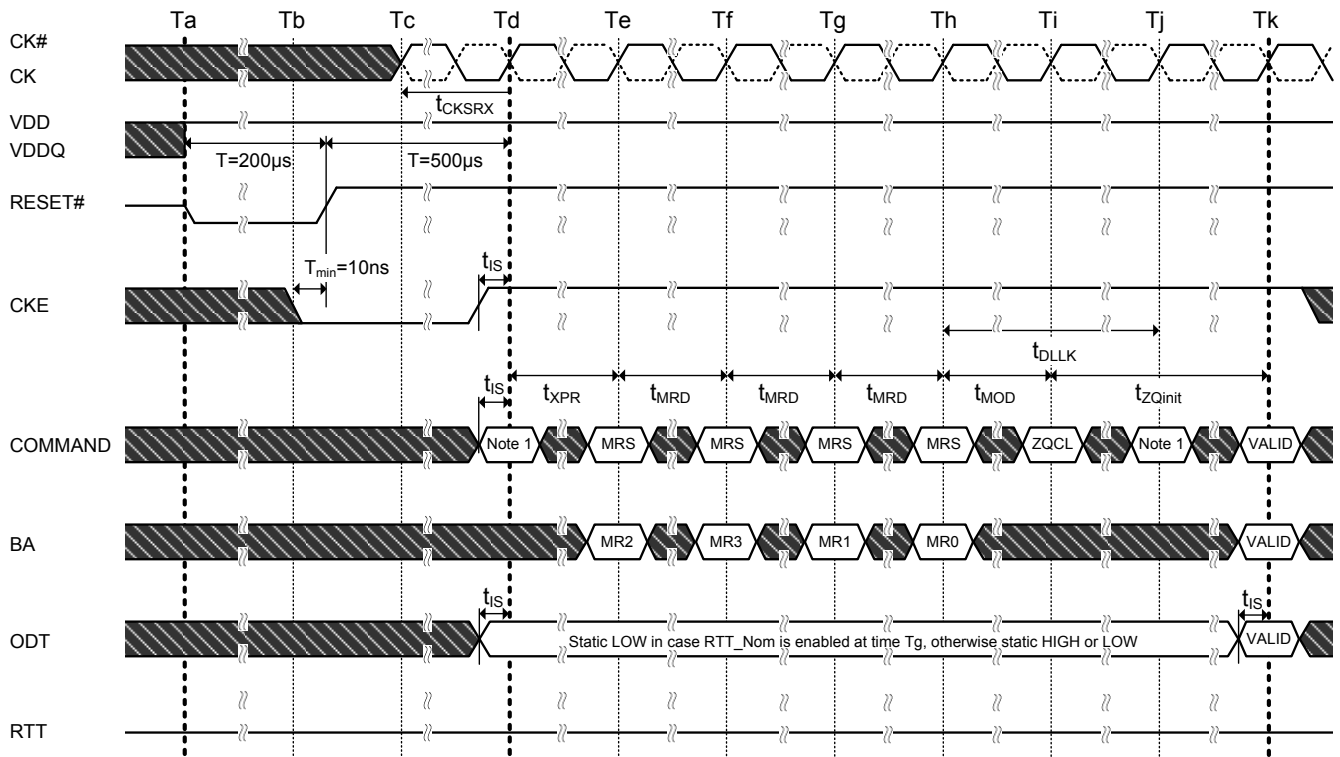 Ta Tb Tc Td Te Tf Tg Th Ti Tj Tk
CK#
CK
tCKSRX
VDD
VDDQ
T=200µs T=500µs
RESET#
Tmin=10ns tIS
CKE
tDLLK
tIS tXPR tMRD tMRD tMRD tMOD tZQinit
COMMAND Note 1 MRS MRS MRS MRS ZQCL Note 1 VALID
BA MR2 MR3 MR1 MR0 VALID
tIS tIS
ODT Static LOW in case RTT_Nom is enabled at time Tg, otherwise static HIGH or LOW VALID
RTT